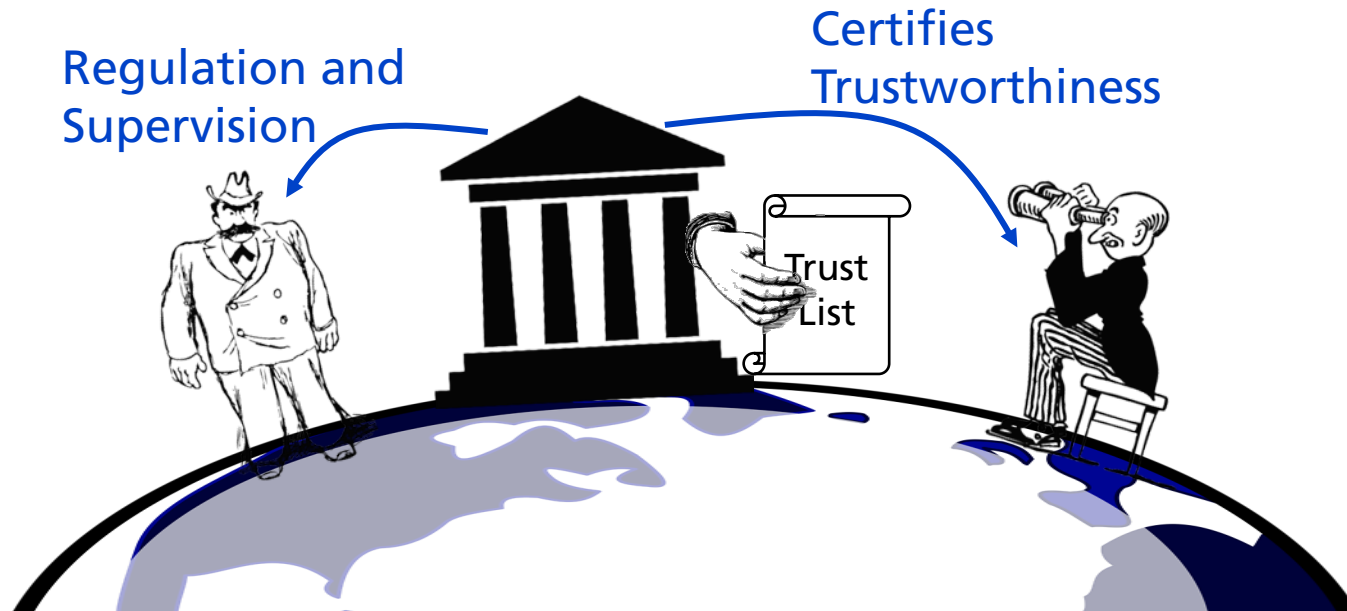 Regulation and
Supervision
Certifies
Trustworthiness
Trust
List